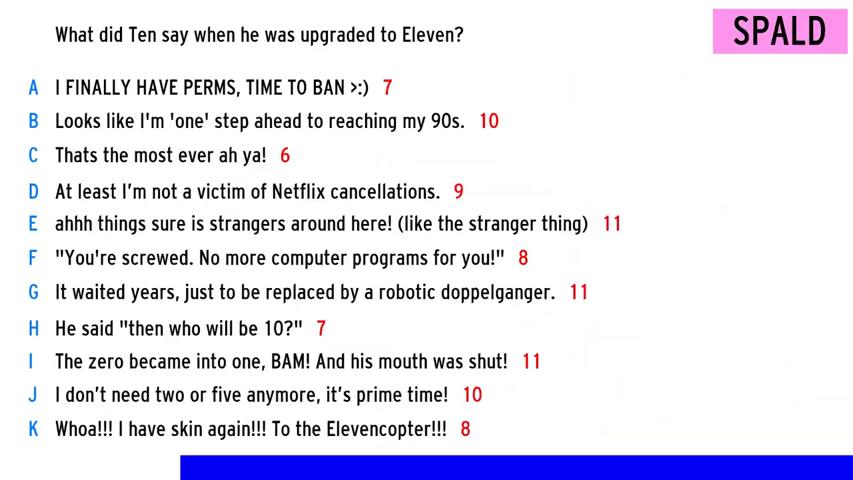 What did Ten say when he was upgraded to Eleven?
SPALD
A I FINALLY HAVE PERMS, TIME TO BAN >:) 7
B Looks like I'm 'one' step ahead to reaching my 90s. 10
C Thats the most ever ah ya! 6
D At least I'm not a victim of Netflix cancellations. 9
E ahhh things sure is strangers around here! (like the stranger thing) 11
F "You're screwed. No more computer programs for you!" 8
G It waited years, just to be replaced by a robotic doppelganger. 11
H He said "then who will be 10?" 7
I The zero became into one, BAM! And his mouth was shut! 11
J I don't need two or five anymore, it's prime time! 10
K Whoa!!! I have skin again!!! To the Elevencopter!!! 8